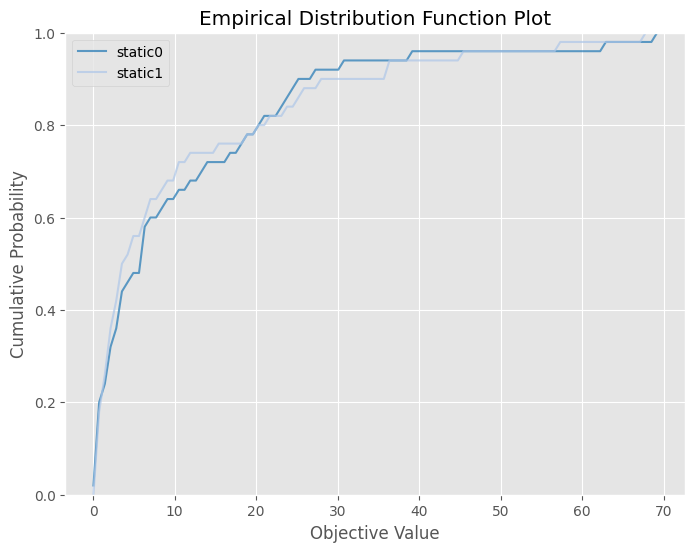 Empirical Distribution Function Plot
static0
static1
Cumulative Probability
1.0
0.8
0.6
0.4
0.2
0.0
0 10 20 30 40 50 60 70
Objective Value